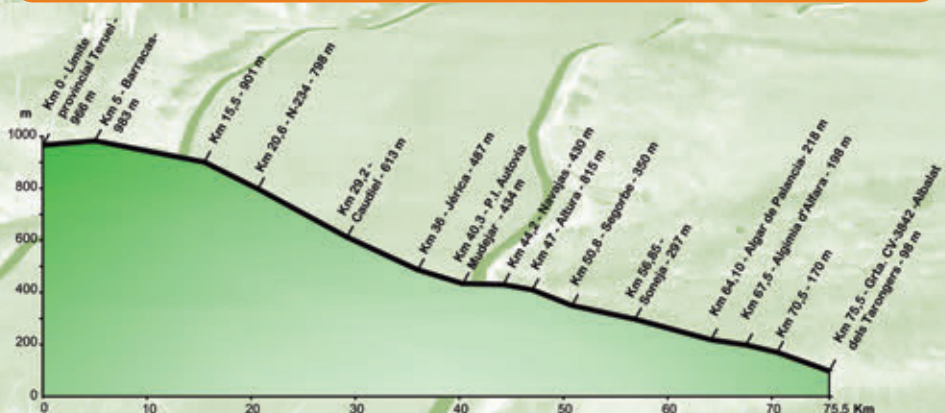 m
1000
800
600
400
200
0
Km 0 - Límite
provincial Teruel -
966 m
Km 5 - Barracas-
983 m
Km 15,5 - 901 m
Km 20,6 - N-234 - 798 m
Km 29,2 -
Caudiel - 613 m
Km 36 - Jérica - 487 m
Km 40,3 - P.I. Autovía
Mudejar - 434 m
Km 44,2 - Navajas - 430 m
Km 47 - Altura - 815 m
Km 50,8 - Segorbe - 350 m
Km 56,85 -
Soneja - 297 m
Km 64,10 - Algar de Palancia- 218 m
Km 67,5 - Algimia d'Alfara - 198 m
Km 70,5 - 170 m
Km 75,5 - Grta. CV-3842 -Albalat
dels Tarongers - 98 m
0 10 20 30 40 50 60 70 75,5 Km